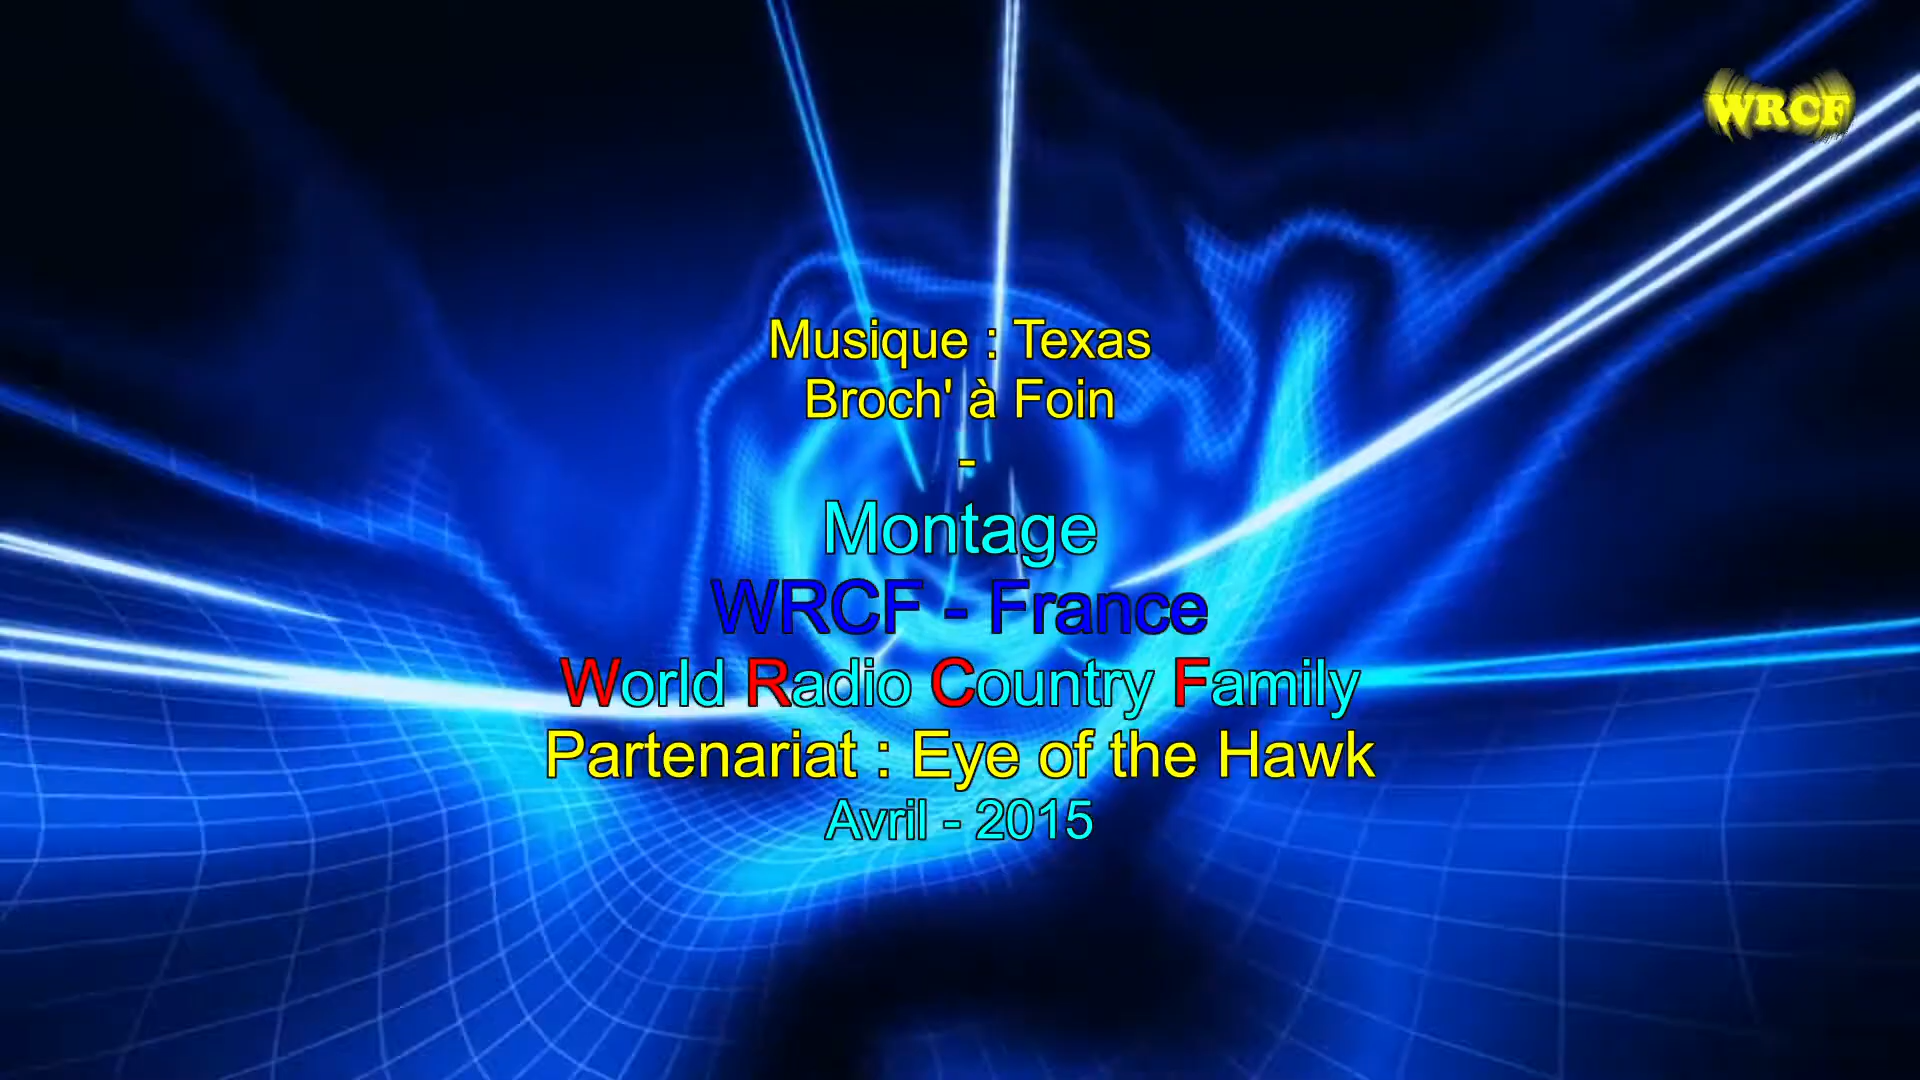 WRCF
Musique : Texas
Broch' à Foin
-
Montage
WRCF - France
World Radio Country Family
Partenariat : Eye of the Hawk
Avril - 2015